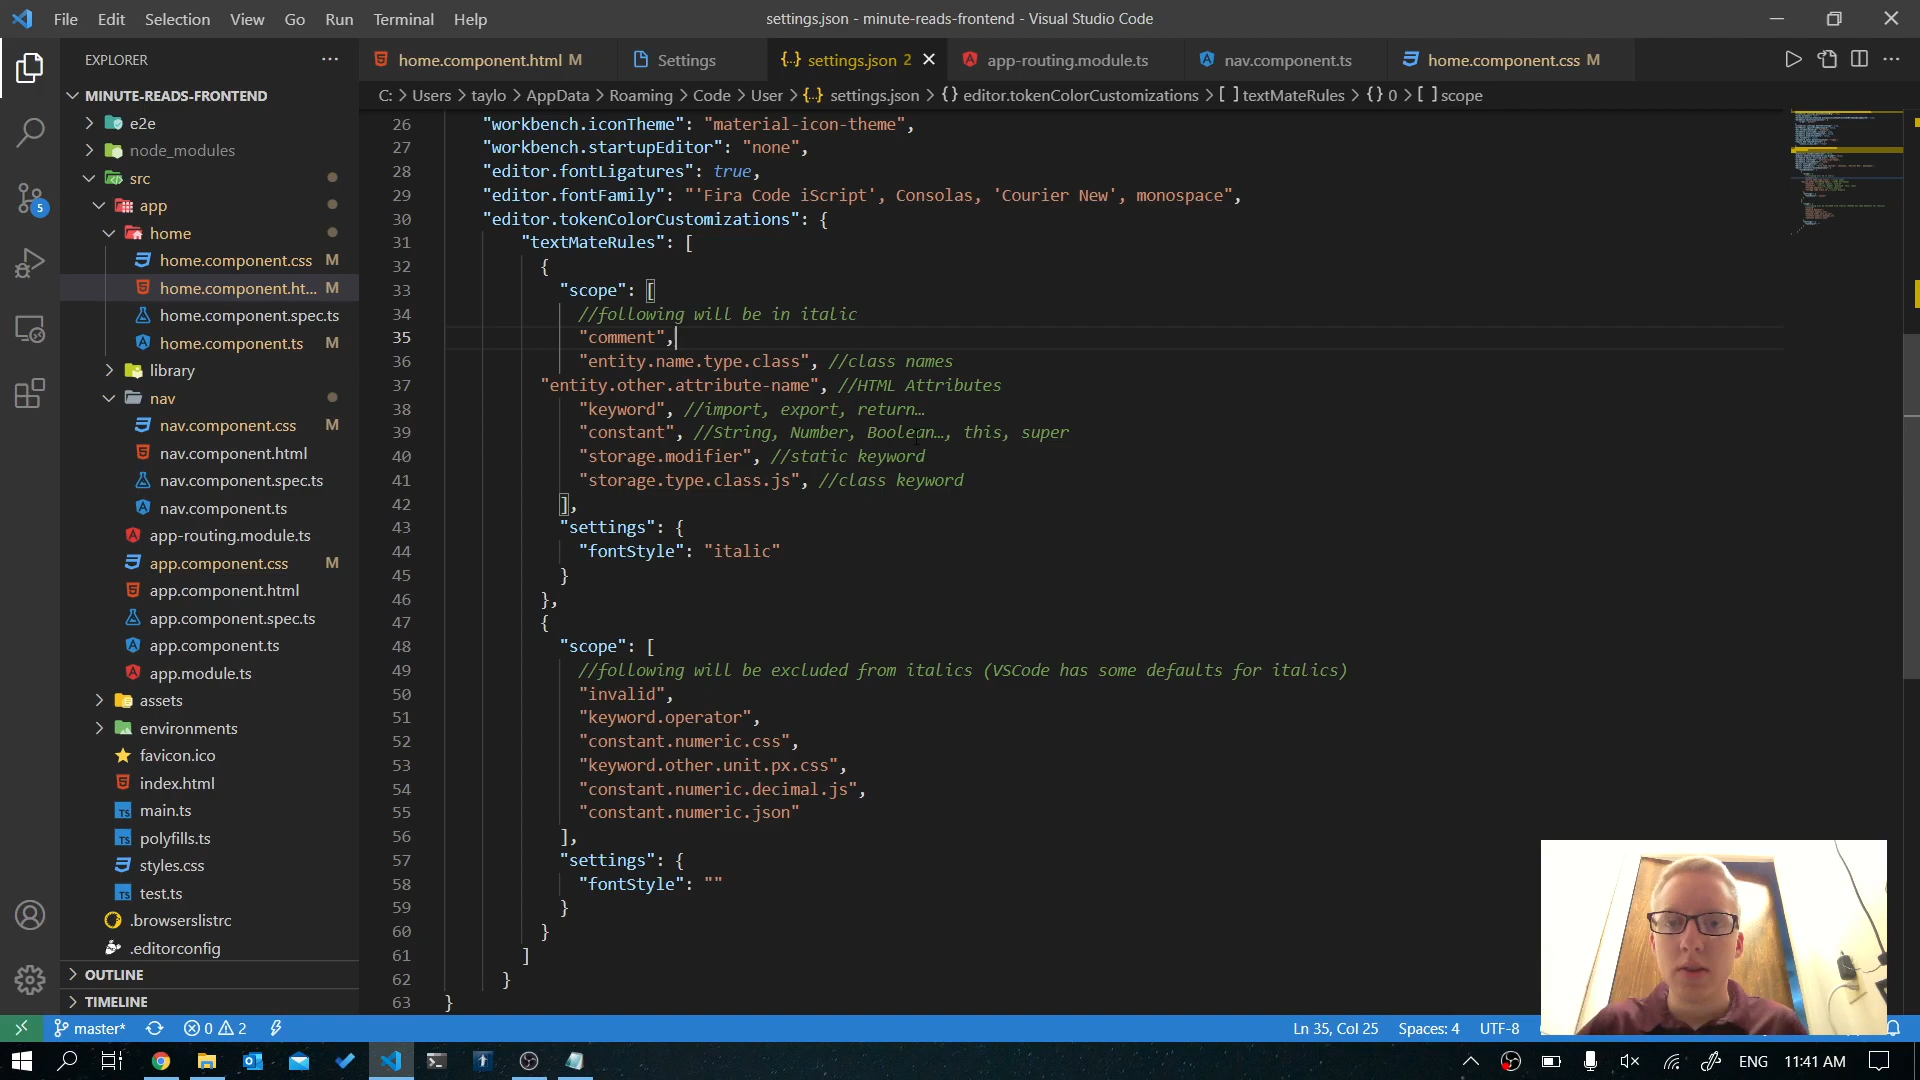 File Edit Selection View Go Run Terminal Help
settings.json - minute-reads-frontend - Visual Studio Code
EXPLORER
MINUTE-READS-FRONTEND
e2e
node_modules
src
app
home
home.component.css M
home.component.ht... M
home.component.spec.ts
home.component.ts M
library
nav
nav.component.css M
nav.component.html
nav.component.spec.ts
nav.component.ts
app-routing.module.ts
app.component.css M
app.component.html
app.component.spec.ts
app.component.ts
app.module.ts
assets
environments
favicon.ico
index.html
main.ts
polyfills.ts
styles.css
test.ts
.browserslistrc
.editorconfig
OUTLINE
TIMELINE
5
home.component.html M
Settings
settings.json 2
app-routing.module.ts
nav.component.ts
home.component.css M
C: > Users > taylo > AppData > Roaming > Code > User > {..} settings.json > {} editor.tokenColorCustomizations > [ ] textMateRules > {} 0 > [ ] scope
26 "workbench.iconTheme": "material-icon-theme",
27 "workbench.startupEditor": "none",
28 "editor.fontLigatures": true,
29 "editor.fontFamily": "'Fira Code iScript', Consolas, 'Courier New', monospace",
30 "editor.tokenColorCustomizations": {
31 "textMateRules": [
32 {
33 "scope": [
34 //following will be in italic
35 "comment",
36 "entity.name.type.class", //class names
37 "entity.other.attribute-name", //HTML Attributes
38 "keyword", //import, export, return…
39 "constant", //String, Number, Boolean…, this, super
40 "storage.modifier", //static keyword
41 "storage.type.class.js", //class keyword
42 ],
43 "settings": {
44 "fontStyle": "italic"
45 }
46 },
47 {
48 "scope": [
49 //following will be excluded from italics (VSCode has some defaults for italics)
50 "invalid",
51 "keyword.operator",
52 "constant.numeric.css",
53 "keyword.other.unit.px.css",
54 "constant.numeric.decimal.js",
55 "constant.numeric.json"
56 ],
57 "settings": {
58 "fontStyle": ""
59 }
60 }
61 ]
62 }
63 }
master* 0 2
Ln 35, Col 25 Spaces: 4 UTF-8
ENG 11:41 AM